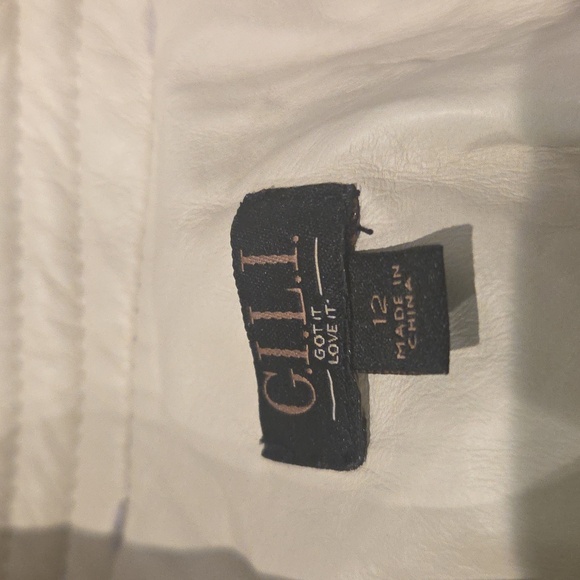 G.I.L.I.
GOT IT
LOVE IT.
12
MADE IN
CHINA